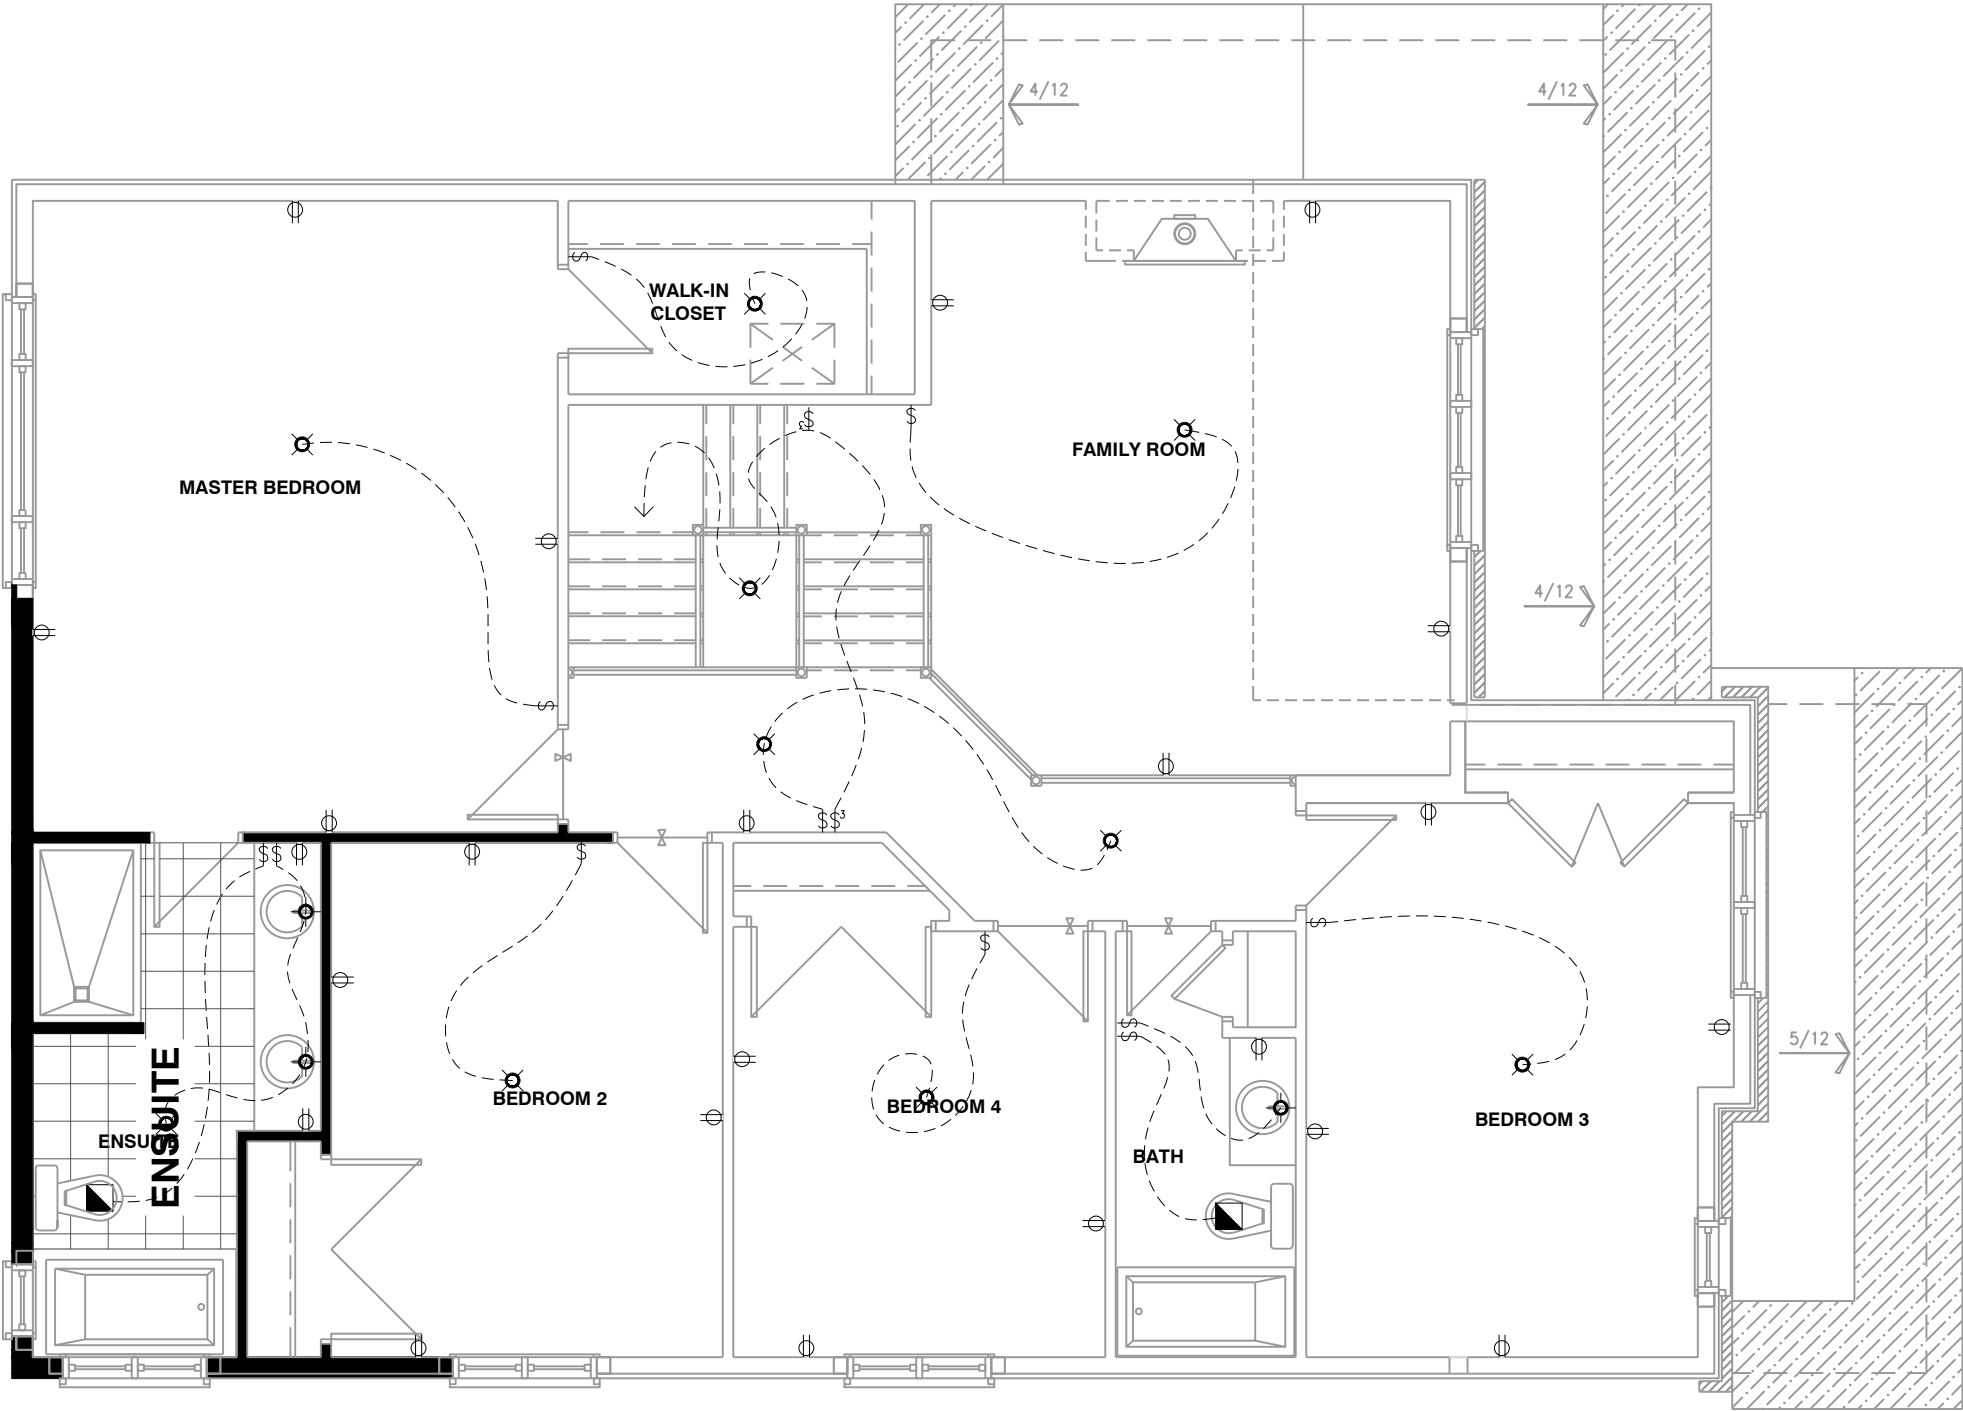 4/12
4/12
$
WALK-IN
CLOSET
$
$
FAMILY ROOM
MASTER BEDROOM
4/12
$
$$3
$$
$
$
$
5/12
$
$
ENSUITE
BEDROOM 2
BEDROOM 4
BEDROOM 3
ENSUITE
BATH